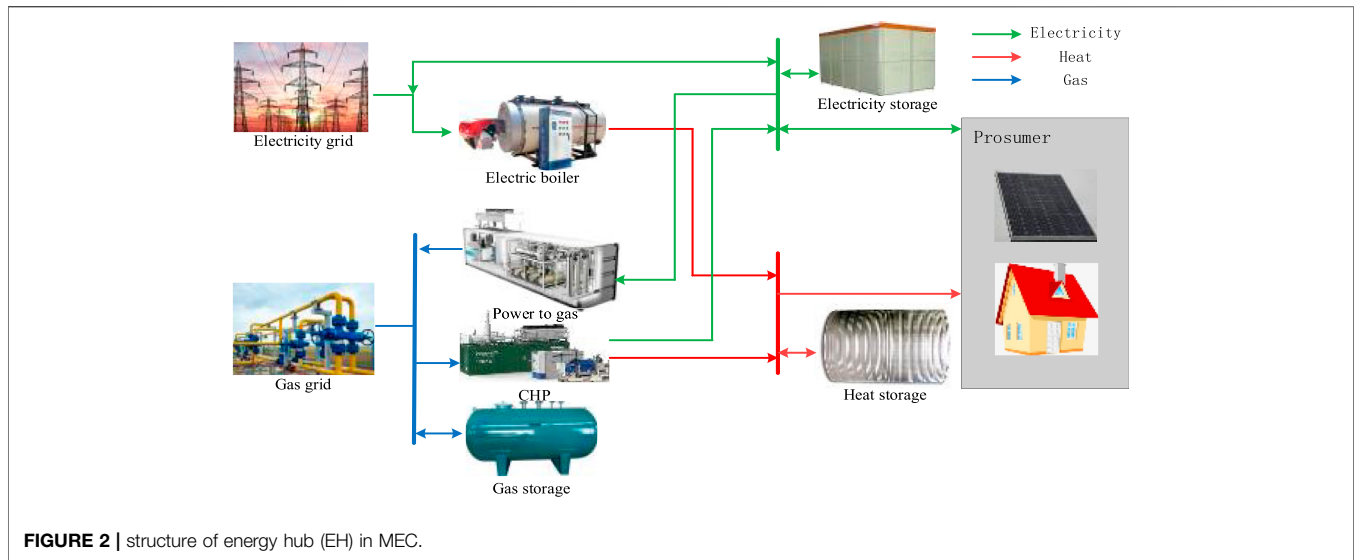 Electricity
Heat
Gas
Electricity grid
Electric boiler
Electricity storage
Prosumer
Power to gas
Gas grid
CHP
Heat storage
Gas storage
FIGURE 2 | structure of energy hub (EH) in MEC.